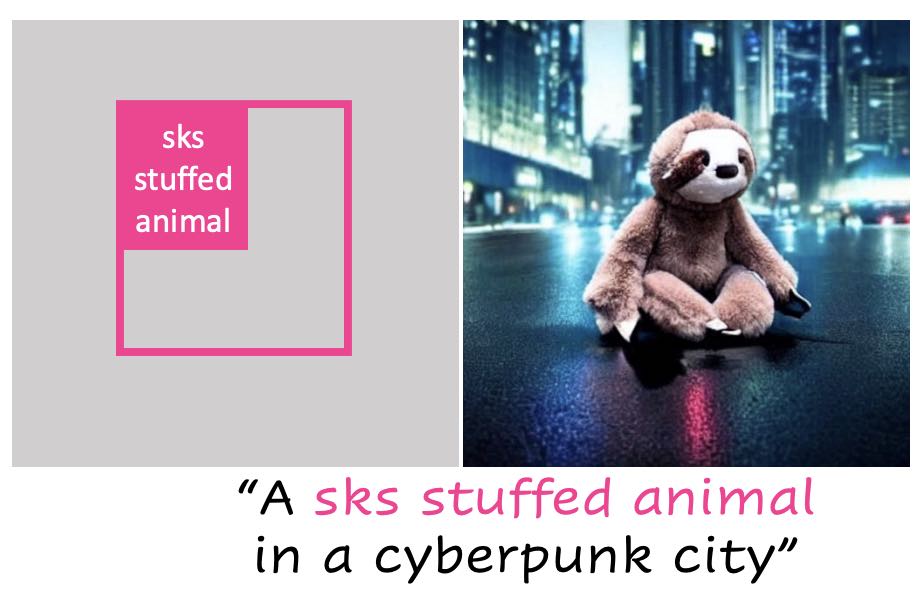 sks
stuffed
animal
“A sks stuffed animal
in a cyberpunk city”